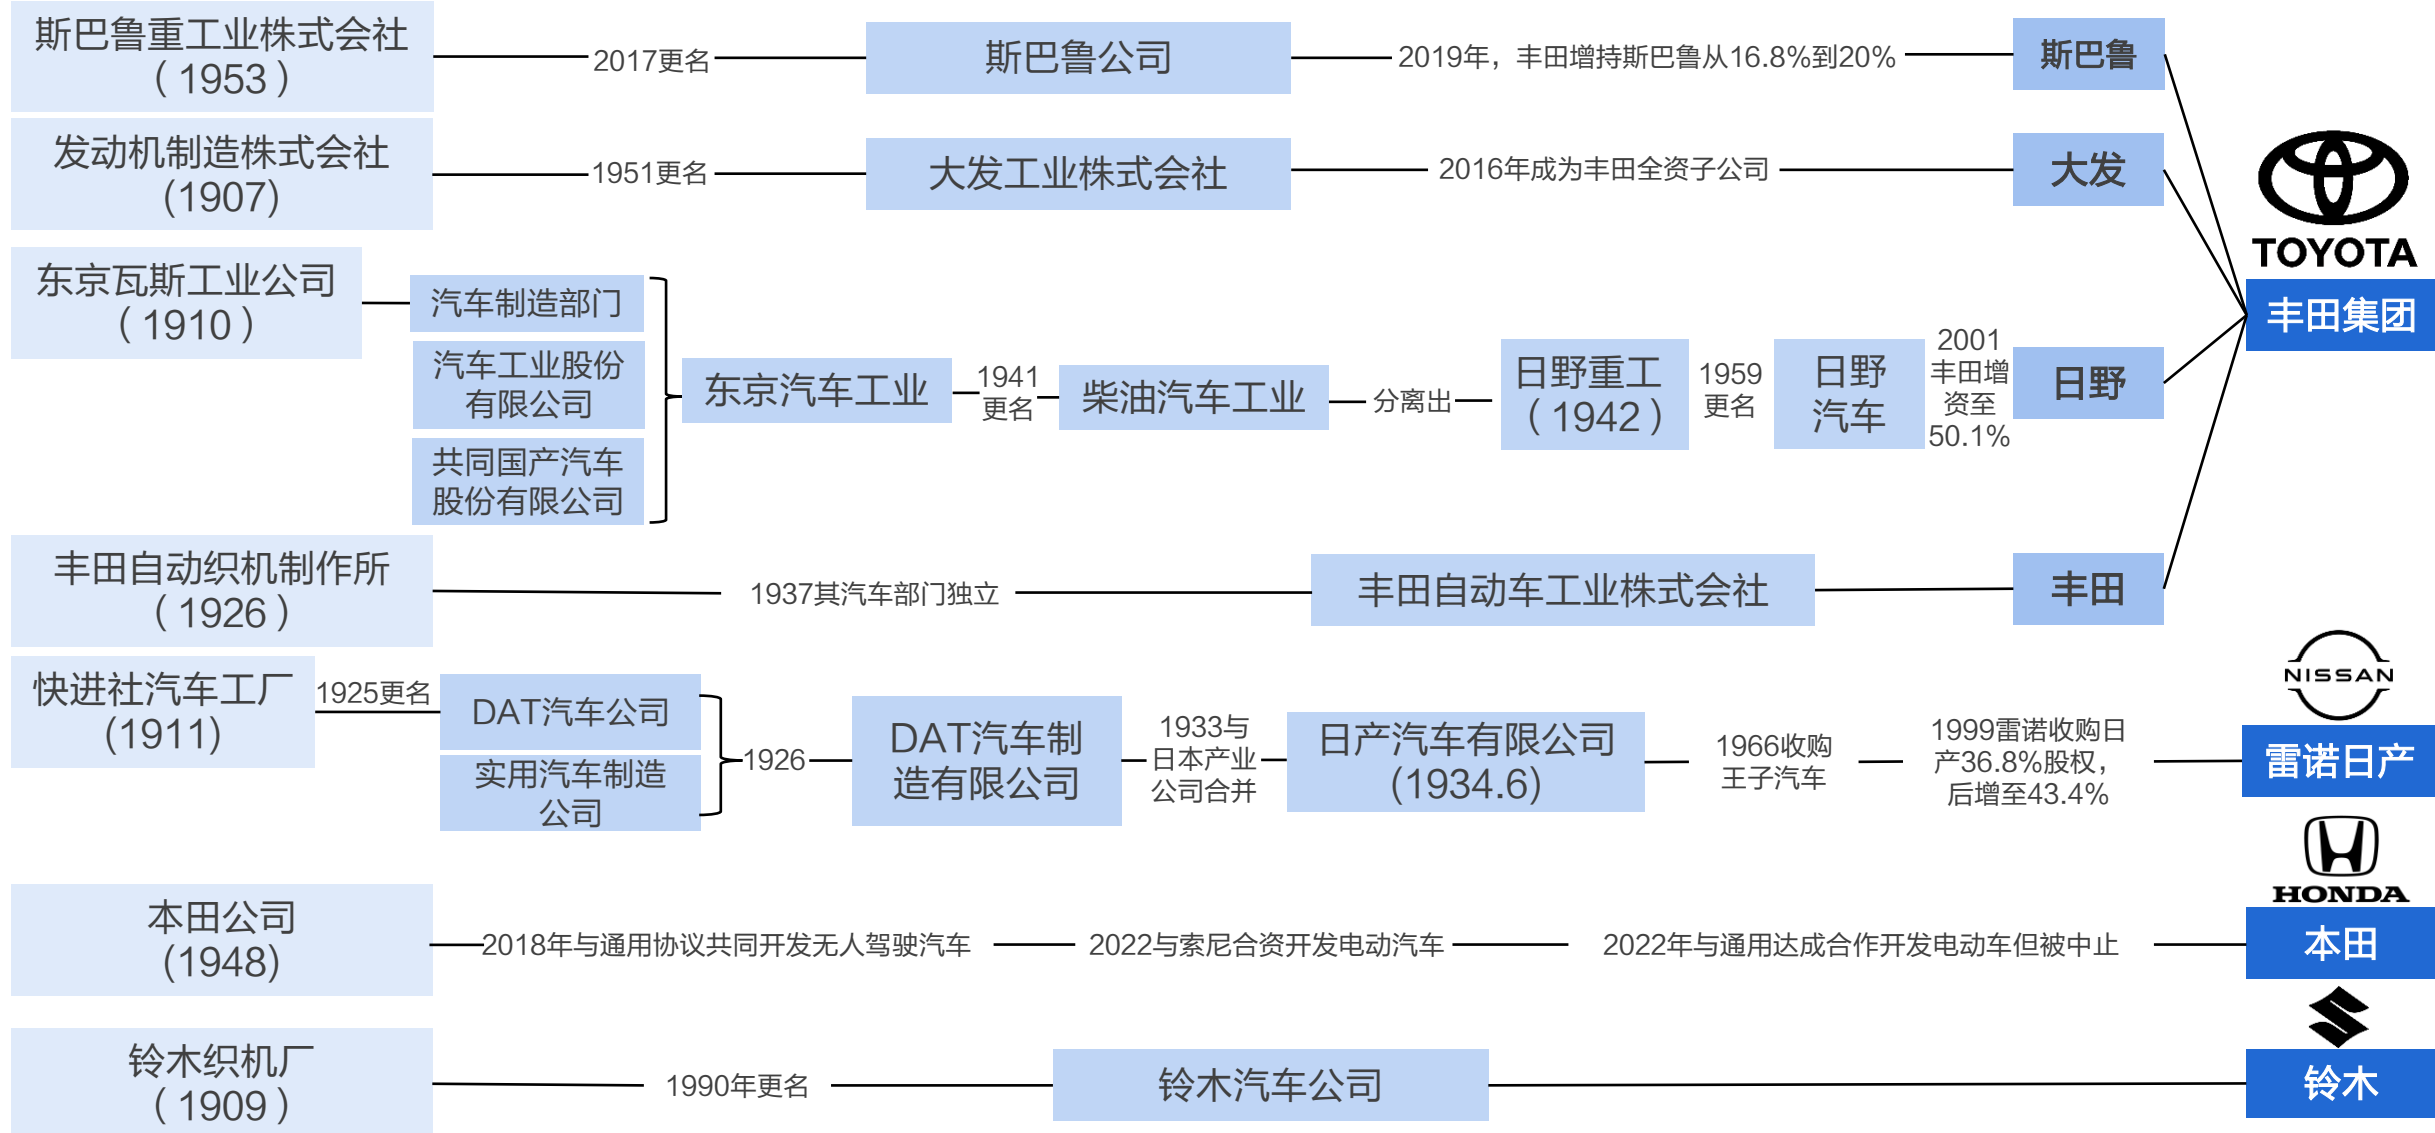 斯巴鲁重工业株式会社
（1953）
2017更名
斯巴鲁公司
2019年，丰田增持斯巴鲁从16.8%到20%
斯巴鲁
发动机制造株式会社
(1907)
1951更名
大发工业株式会社
2016年成为丰田全资子公司
大发
TOYOTA
丰田集团
东京瓦斯工业公司
（1910）
汽车制造部门
汽车工业股份
有限公司
共同国产汽车
股份有限公司
东京汽车工业
1941
更名
柴油汽车工业
分离出
日野重工
（1942）
1959
更名
日野
汽车
2001
丰田增
资至
50.1%
日野
丰田自动织机制作所
（1926）
1937其汽车部门独立
丰田自动车工业株式会社
丰田
快进社汽车工厂
(1911)
1925更名
DAT汽车公司
实用汽车制造
公司
1926
DAT汽车制
造有限公司
1933与
日本产业
公司合并
日产汽车有限公司
(1934.6)
1966收购
王子汽车
1999雷诺收购日
产36.8%股权，
后增至43.4%
NISSAN
雷诺日产
本田公司
(1948)
2018年与通用协议共同开发无人驾驶汽车
2022与索尼合资开发电动汽车
2022年与通用达成合作开发电动车但被中止
HONDA
本田
铃木织机厂
（1909）
1990年更名
铃木汽车公司
铃木